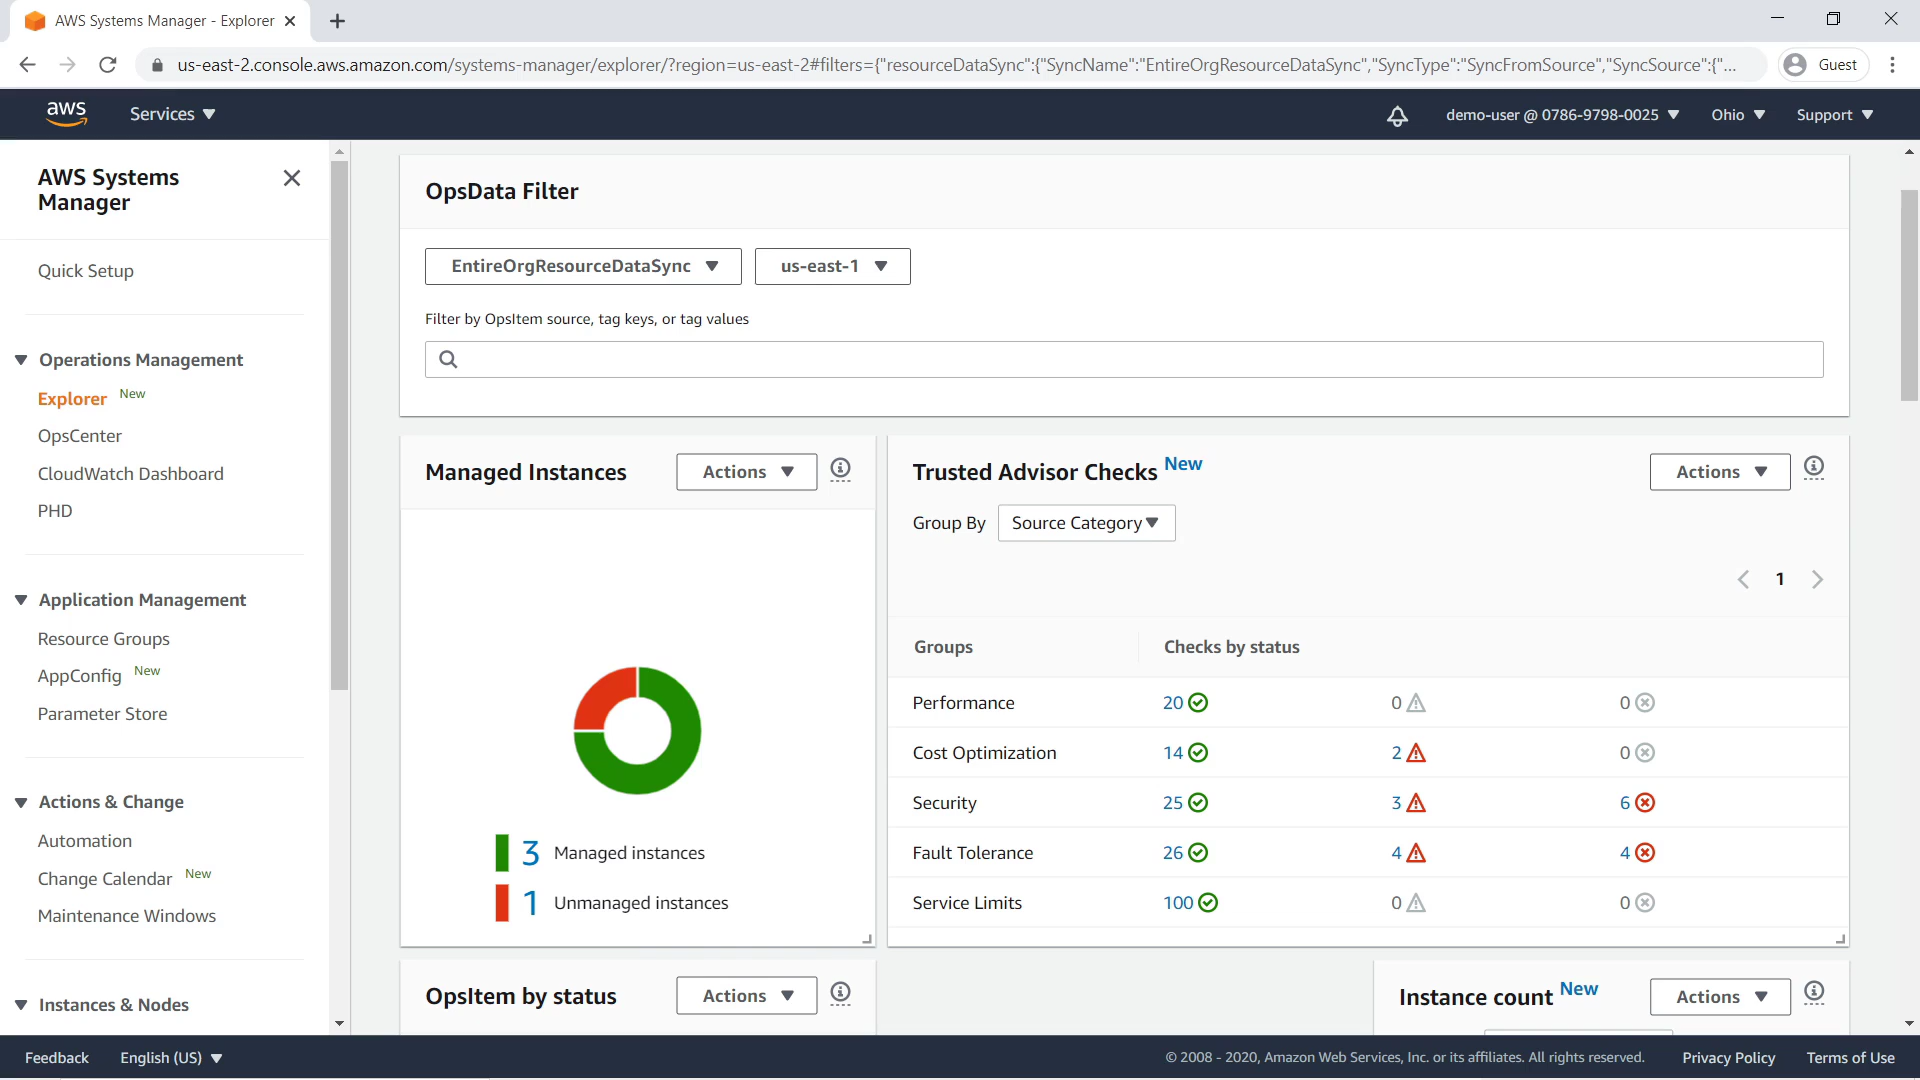 AWS Systems Manager - Explorer
us-east-2.console.aws.amazon.com/systems-manager/explorer/?region=us-east-2#filters={"resourceDataSync":{"SyncName":"EntireOrgResourceDataSync","SyncType":"SyncFromSource","SyncSource":{"...
Guest
aws
Services
demo-user @ 0786-9798-0025
Ohio
Support
AWS Systems
Manager
Quick Setup
Operations Management
Explorer New
OpsCenter
CloudWatch Dashboard
PHD
Application Management
Resource Groups
AppConfig New
Parameter Store
Actions & Change
Automation
Change Calendar New
Maintenance Windows
Instances & Nodes
OpsData Filter
EntireOrgResourceDataSync
us-east-1
Filter by OpsItem source, tag keys, or tag values
Managed Instances
Actions
3 Managed instances
1 Unmanaged instances
Trusted Advisor Checks New
Actions
Group By Source Category
1
Groups Checks by status
Performance 20 0 0
Cost Optimization 14 2 0
Security 25 3 6
Fault Tolerance 26 4 4
Service Limits 100 0 0
OpsItem by status
Actions
Instance count New
Actions
Feedback
English (US)
© 2008 - 2020, Amazon Web Services, Inc. or its affiliates. All rights reserved.
Privacy Policy
Terms of Use